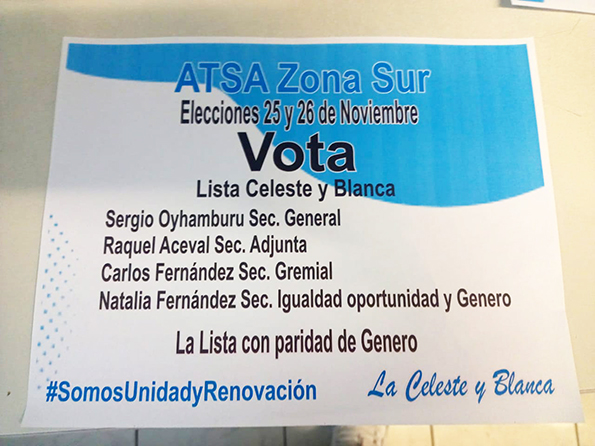 ATSA Zona Sur
Elecciones 25 y 26 de Noviembre
Vota
Lista Celeste y Blanca
Sergio Oyhamburu Sec. General
Raquel Aceval Sec. Adjunta
Carlos Fernández Sec. Gremial
Natalia Fernández Sec. Igualdad oportunidad y Genero
La Lista con paridad de Genero
#SomosUnidadyRenovación La Celeste y Blanca